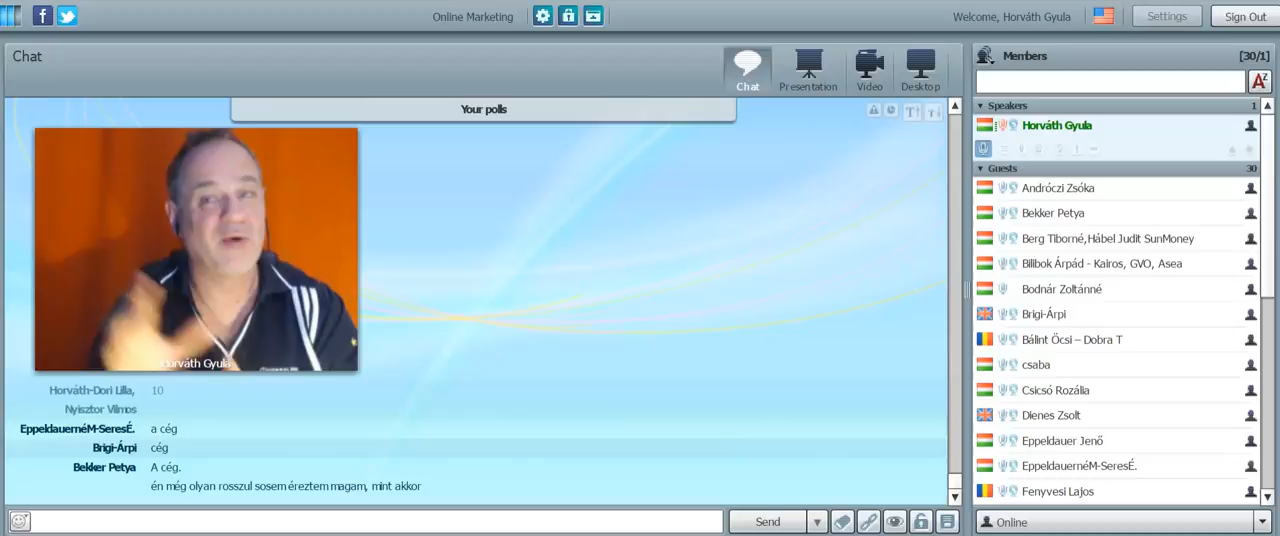 Online Marketing
Welcome, Horváth Gyula
Settings
Sign Out
Chat
Chat
Presentation
Video
Desktop
Your polls
Horváth Gyula
Horváth-Dori Lilla, 10
Nyisztor Vilmos
EppeldauernéM-SeresÉ. a cég
Brigi-Árpi cég
Bekker Petya A cég.
én még olyan rosszul sosem éreztem magam, mint akkor
Send
Members [30/1]
Speakers 1
Horváth Gyula
Guests 30
Andróczi Zsóka
Bekker Petya
Berg Tiborné,Hábel Judit SunMoney
Bilibok Árpád - Kairos, GVO, Asea
Bodnár Zoltánné
Brigi-Árpi
Bálint Öcsi – Dobra T
csaba
Csicsó Rozália
Dienes Zsolt
Eppeldauer Jenő
EppeldauernéM-SeresÉ.
Fenyvesi Lajos
Online